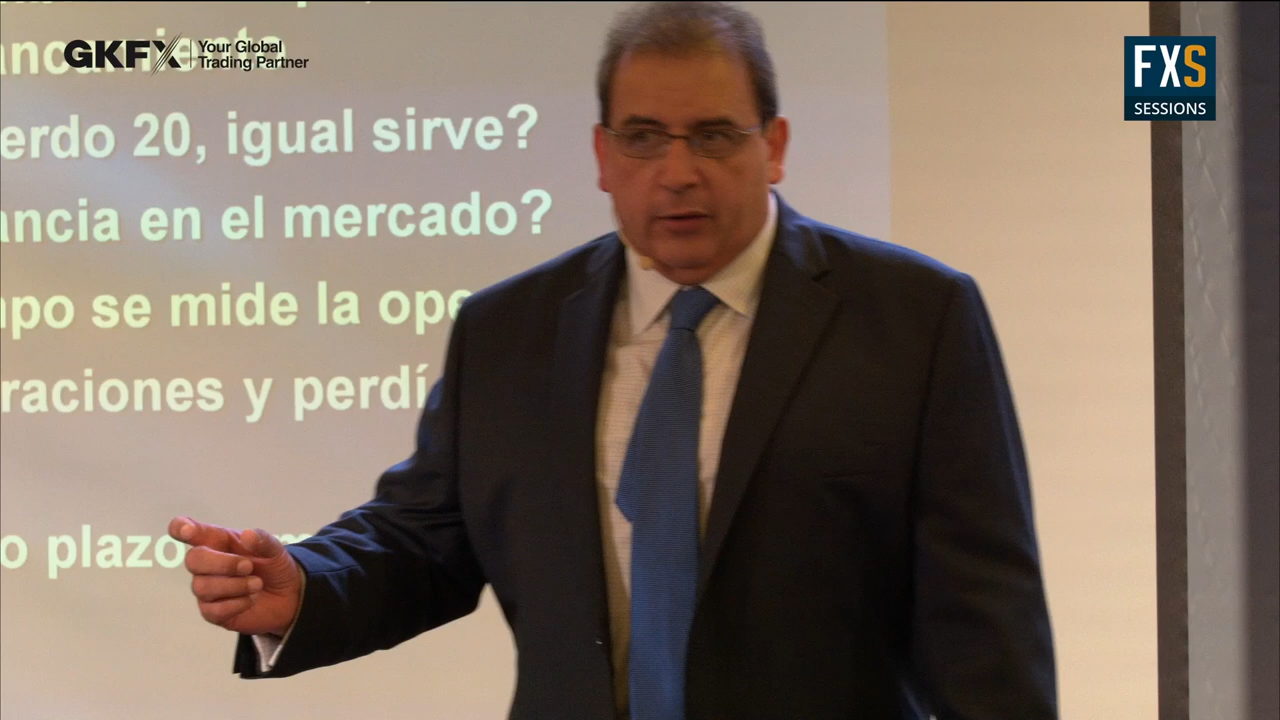 GKFX
Your Global
Trading Partner
FXS
SESSIONS
erdo 20, igual sirve?
ancia en el mercado?
po se mide la ope
raciones y perdí
o plazo